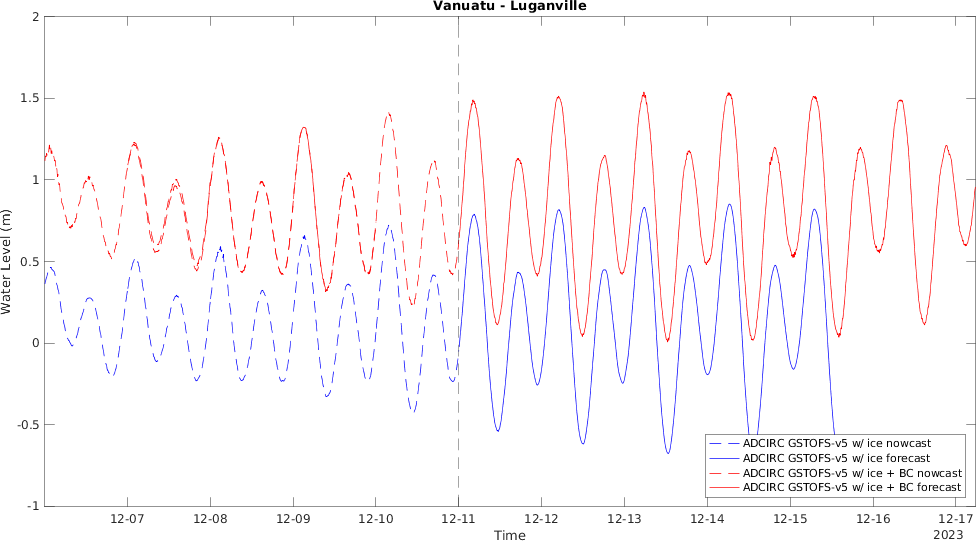 Vanuatu - Luganville
2
1.5
1
0.5
0
-0.5
-1
Water Level (m)
ADCIRC GSTOFS-v5 w/ ice nowcast
ADCIRC GSTOFS-v5 w/ ice forecast
ADCIRC GSTOFS-v5 w/ ice + BC nowcast
ADCIRC GSTOFS-v5 w/ ice + BC forecast
12-07 12-08 12-09 12-10 12-11 12-12 12-13 12-14 12-15 12-16 12-17
Time
2023